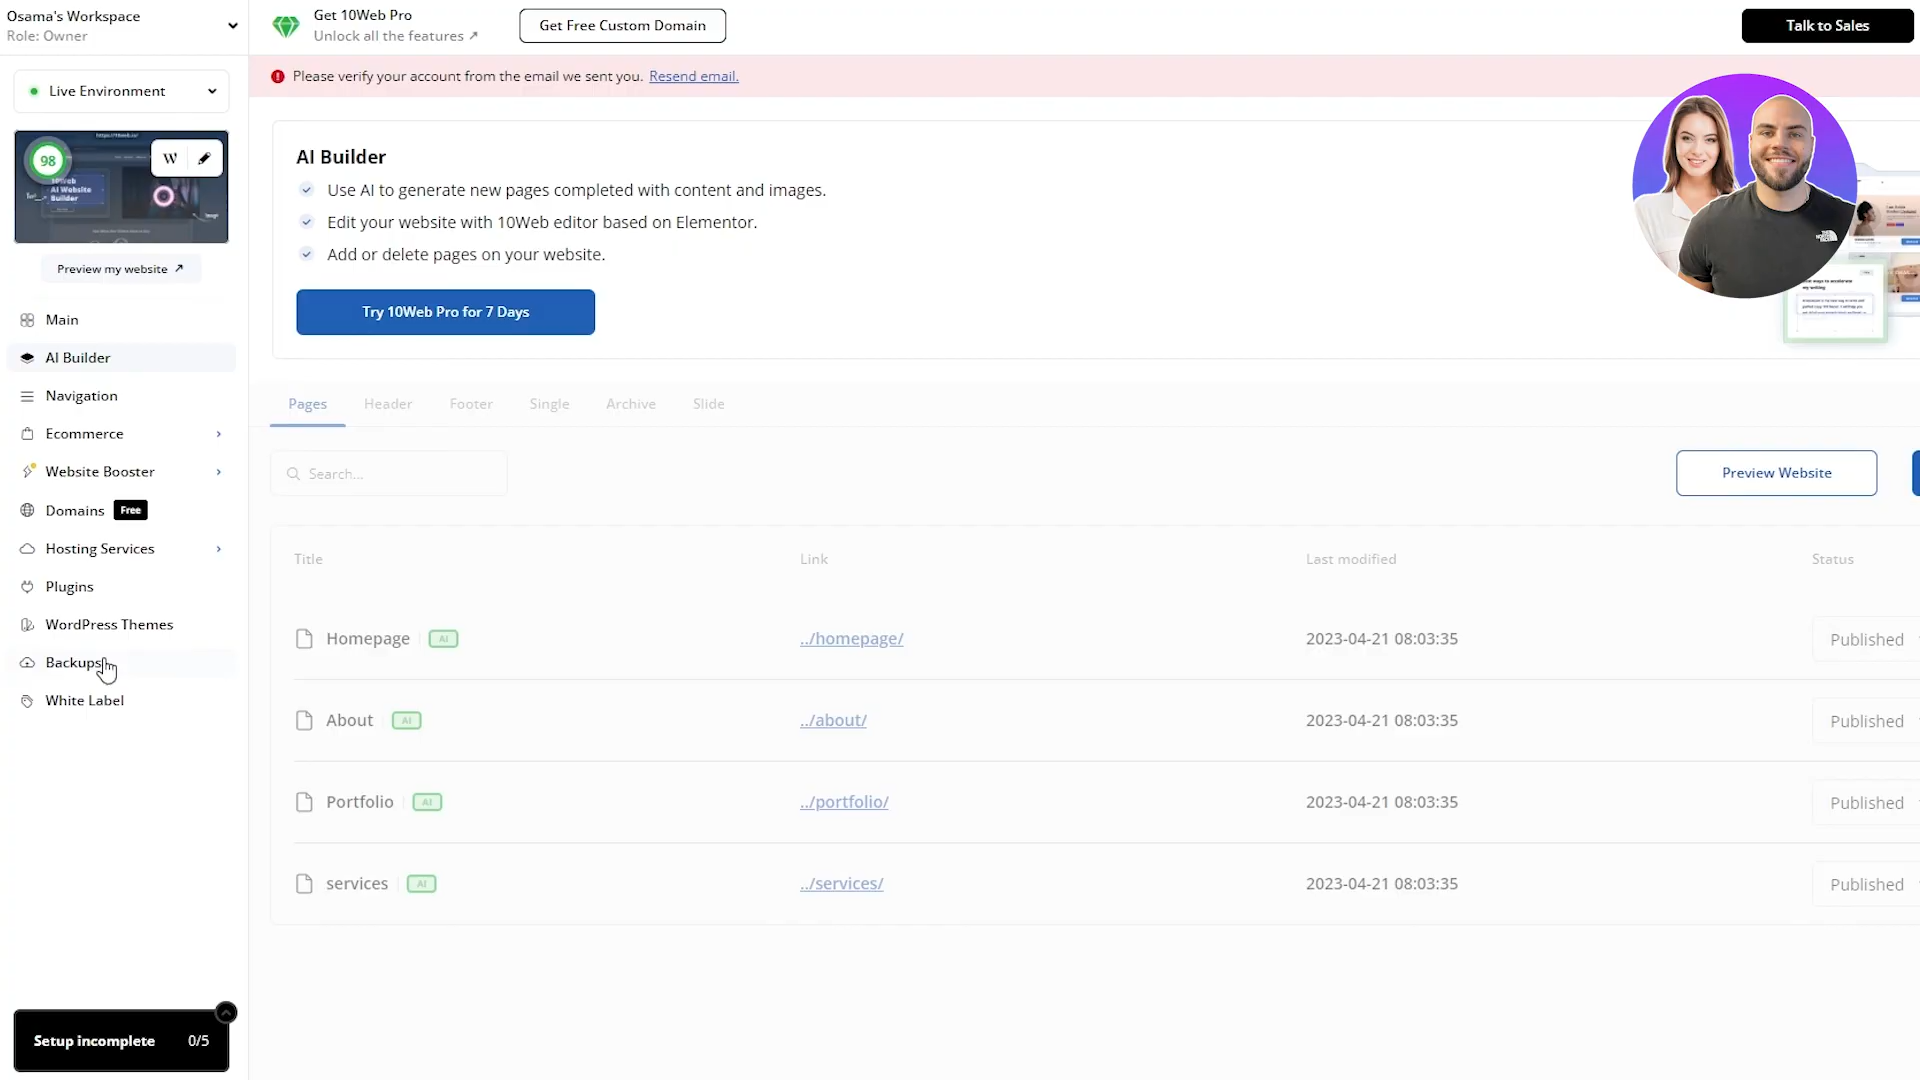 Osama's Workspace
Role: Owner
Get 10Web Pro
Unlock all the features ↗
Get Free Custom Domain
Talk to Sales
Live Environment
Please verify your account from the email we sent you. Resend email.
98
W
10Web
AI Website
Builder
Preview my website ↗
AI Builder
Use AI to generate new pages completed with content and images.
Edit your website with 10Web editor based on Elementor.
Add or delete pages on your website.
Try 10Web Pro for 7 Days
Main
AI Builder
Navigation
Ecommerce
Website Booster
Domains Free
Hosting Services
Plugins
WordPress Themes
Backups
White Label
Pages Header Footer Single Archive Slide
Search...
Preview Website
Title Link Last modified Status
Homepage AI ../homepage/ 2023-04-21 08:03:35 Published
About AI ../about/ 2023-04-21 08:03:35 Published
Portfolio AI ../portfolio/ 2023-04-21 08:03:35 Published
services AI ../services/ 2023-04-21 08:03:35 Published
Setup incomplete 0/5